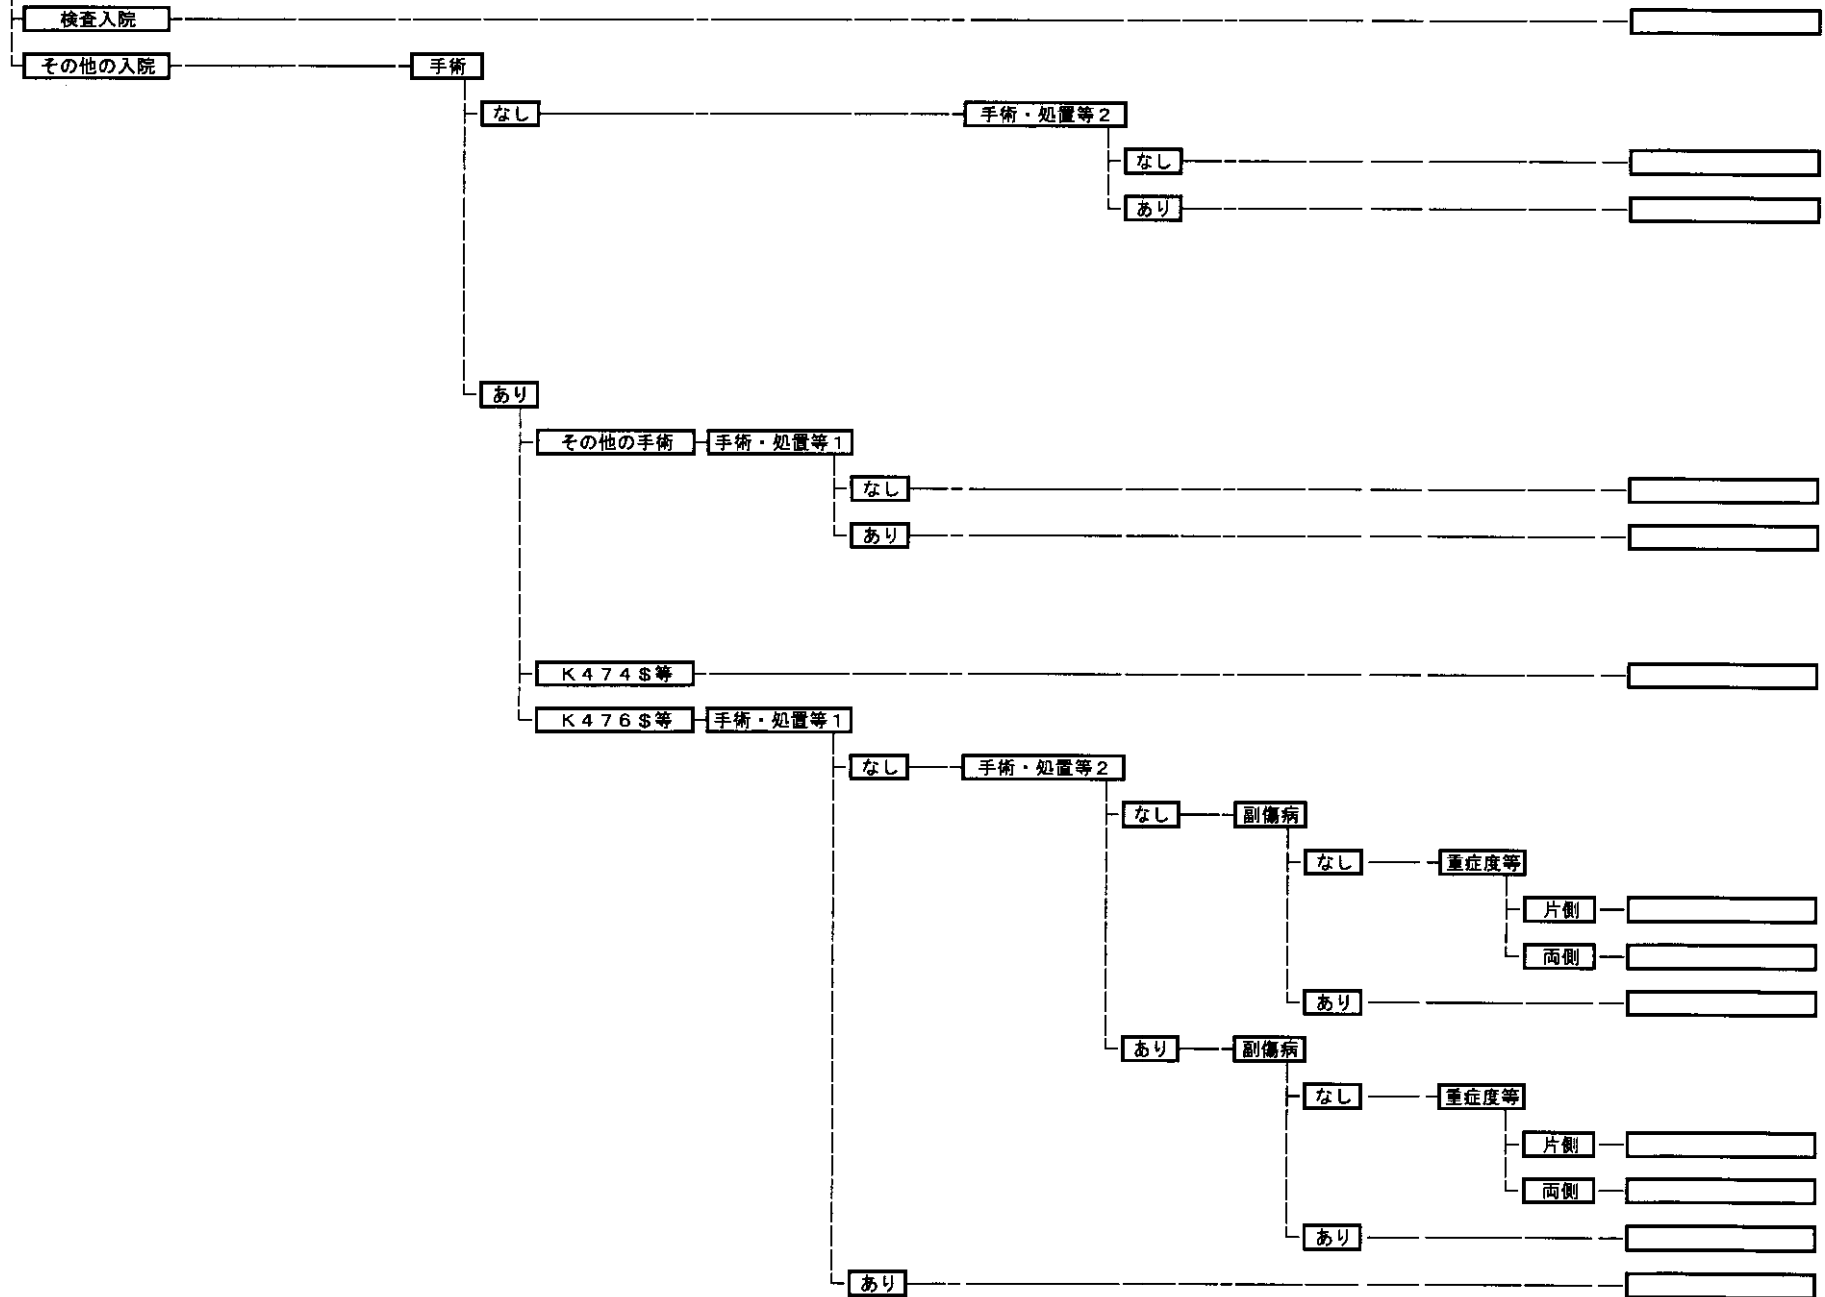 検査入院
その他の入院 手術
なし 手術・処置等2
なし
あり
あり
その他の手術 手術・処置等1
なし
あり
K474$等
K476$等 手術・処置等1
なし 手術・処置等2
なし 副傷病
なし 重症度等
片側
両側
あり
あり 副傷病
なし 重症度等
片側
両側
あり
あり